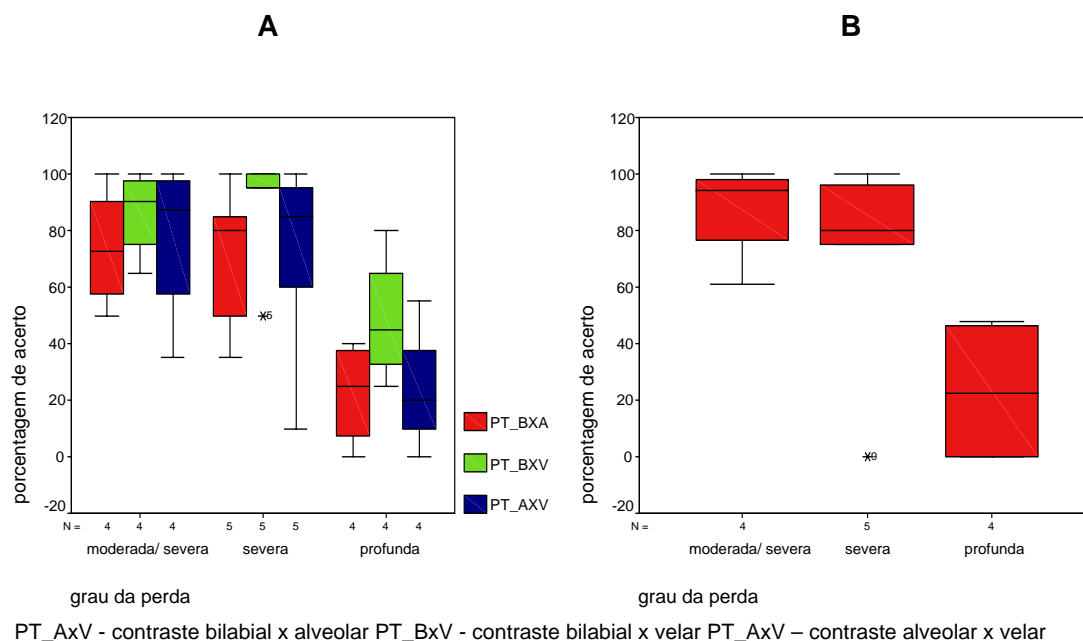 A
B
120
100
80
60
40
20
0
-20
porcentagem de acerto
5
PT_BXA
PT_BXV
PT_AXV
N = 4 4 4 5 5 5 4 4 4
moderada/ severa severa profunda
grau da perda
120
100
80
60
40
20
0
-20
porcentagem de acerto
4 5 4
moderada/ severa severa profunda
grau da perda
PT_AxV - contraste bilabial x alveolar PT_BxV - contraste bilabial x velar PT_AxV – contraste alveolar x velar